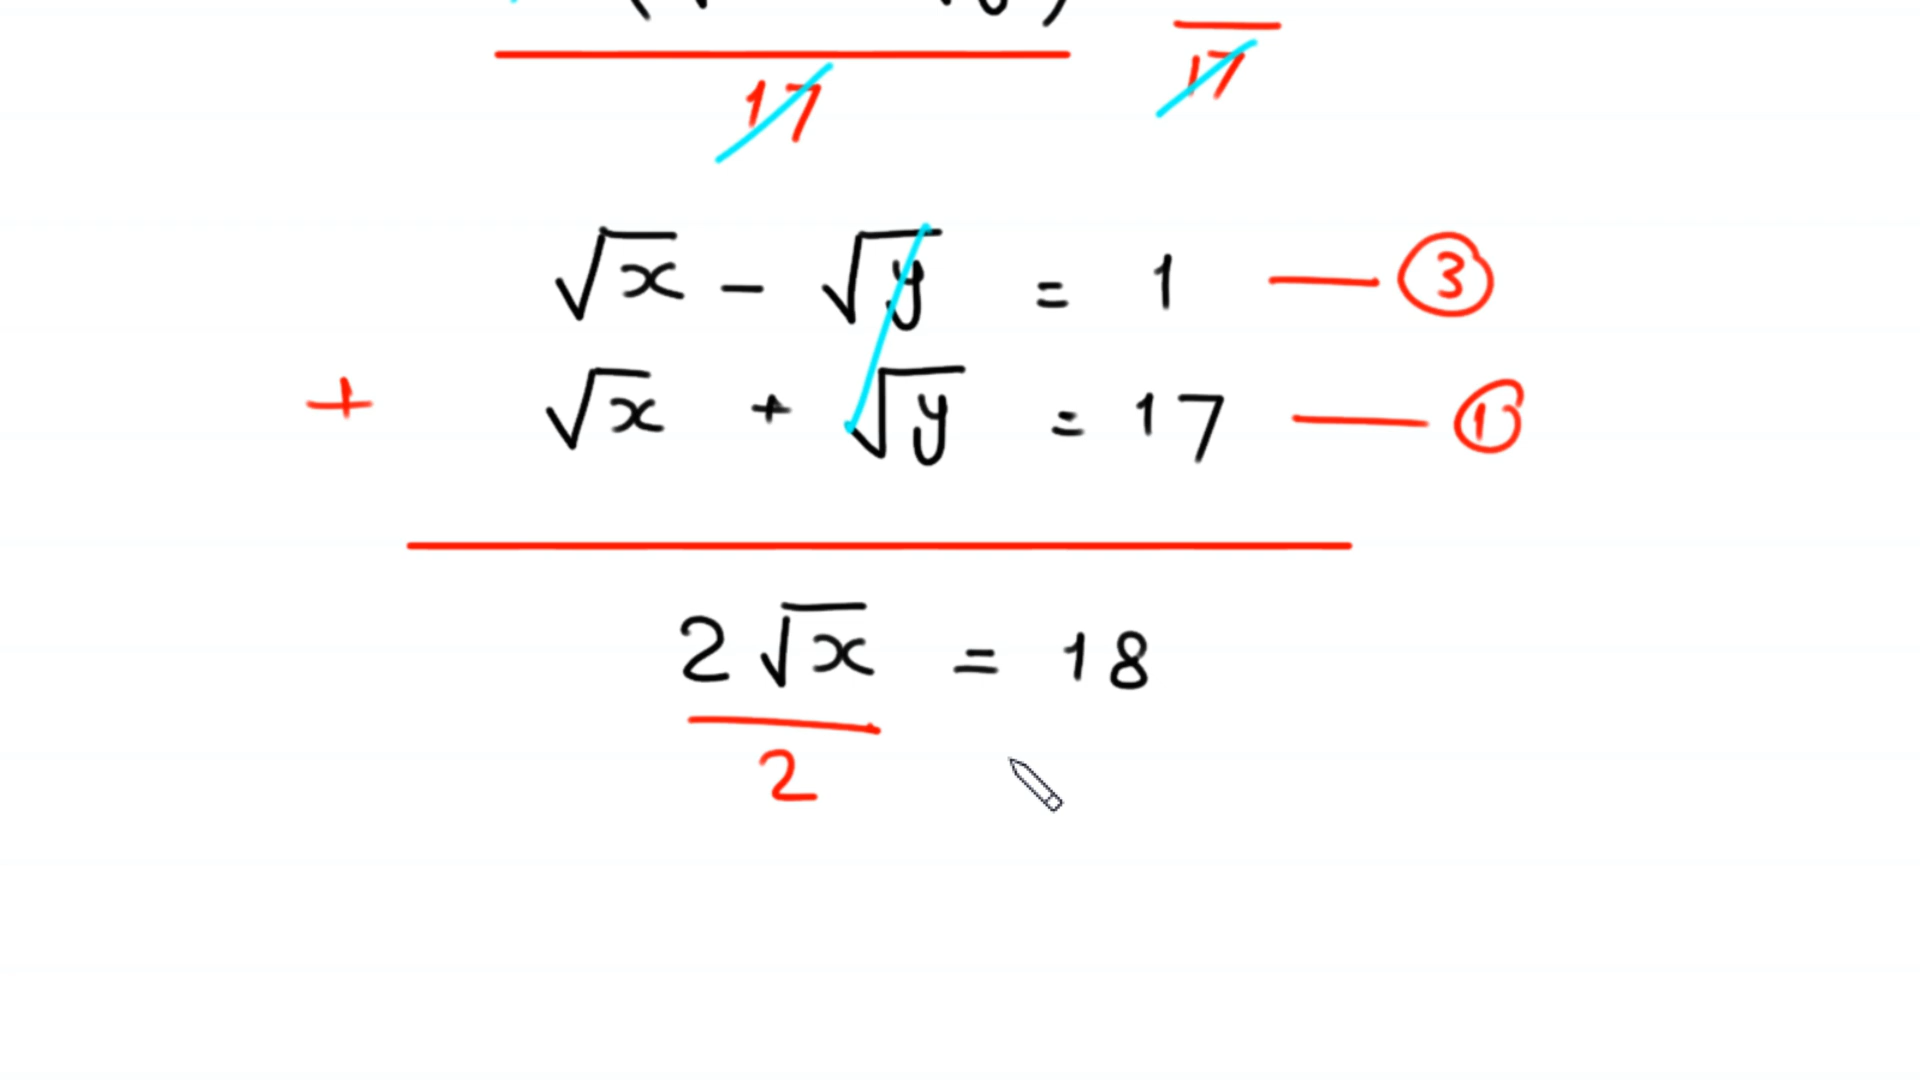 17 17
√x - √y = 1 — ③
+ √x + √y = 17 — ①
2√x = 18
2